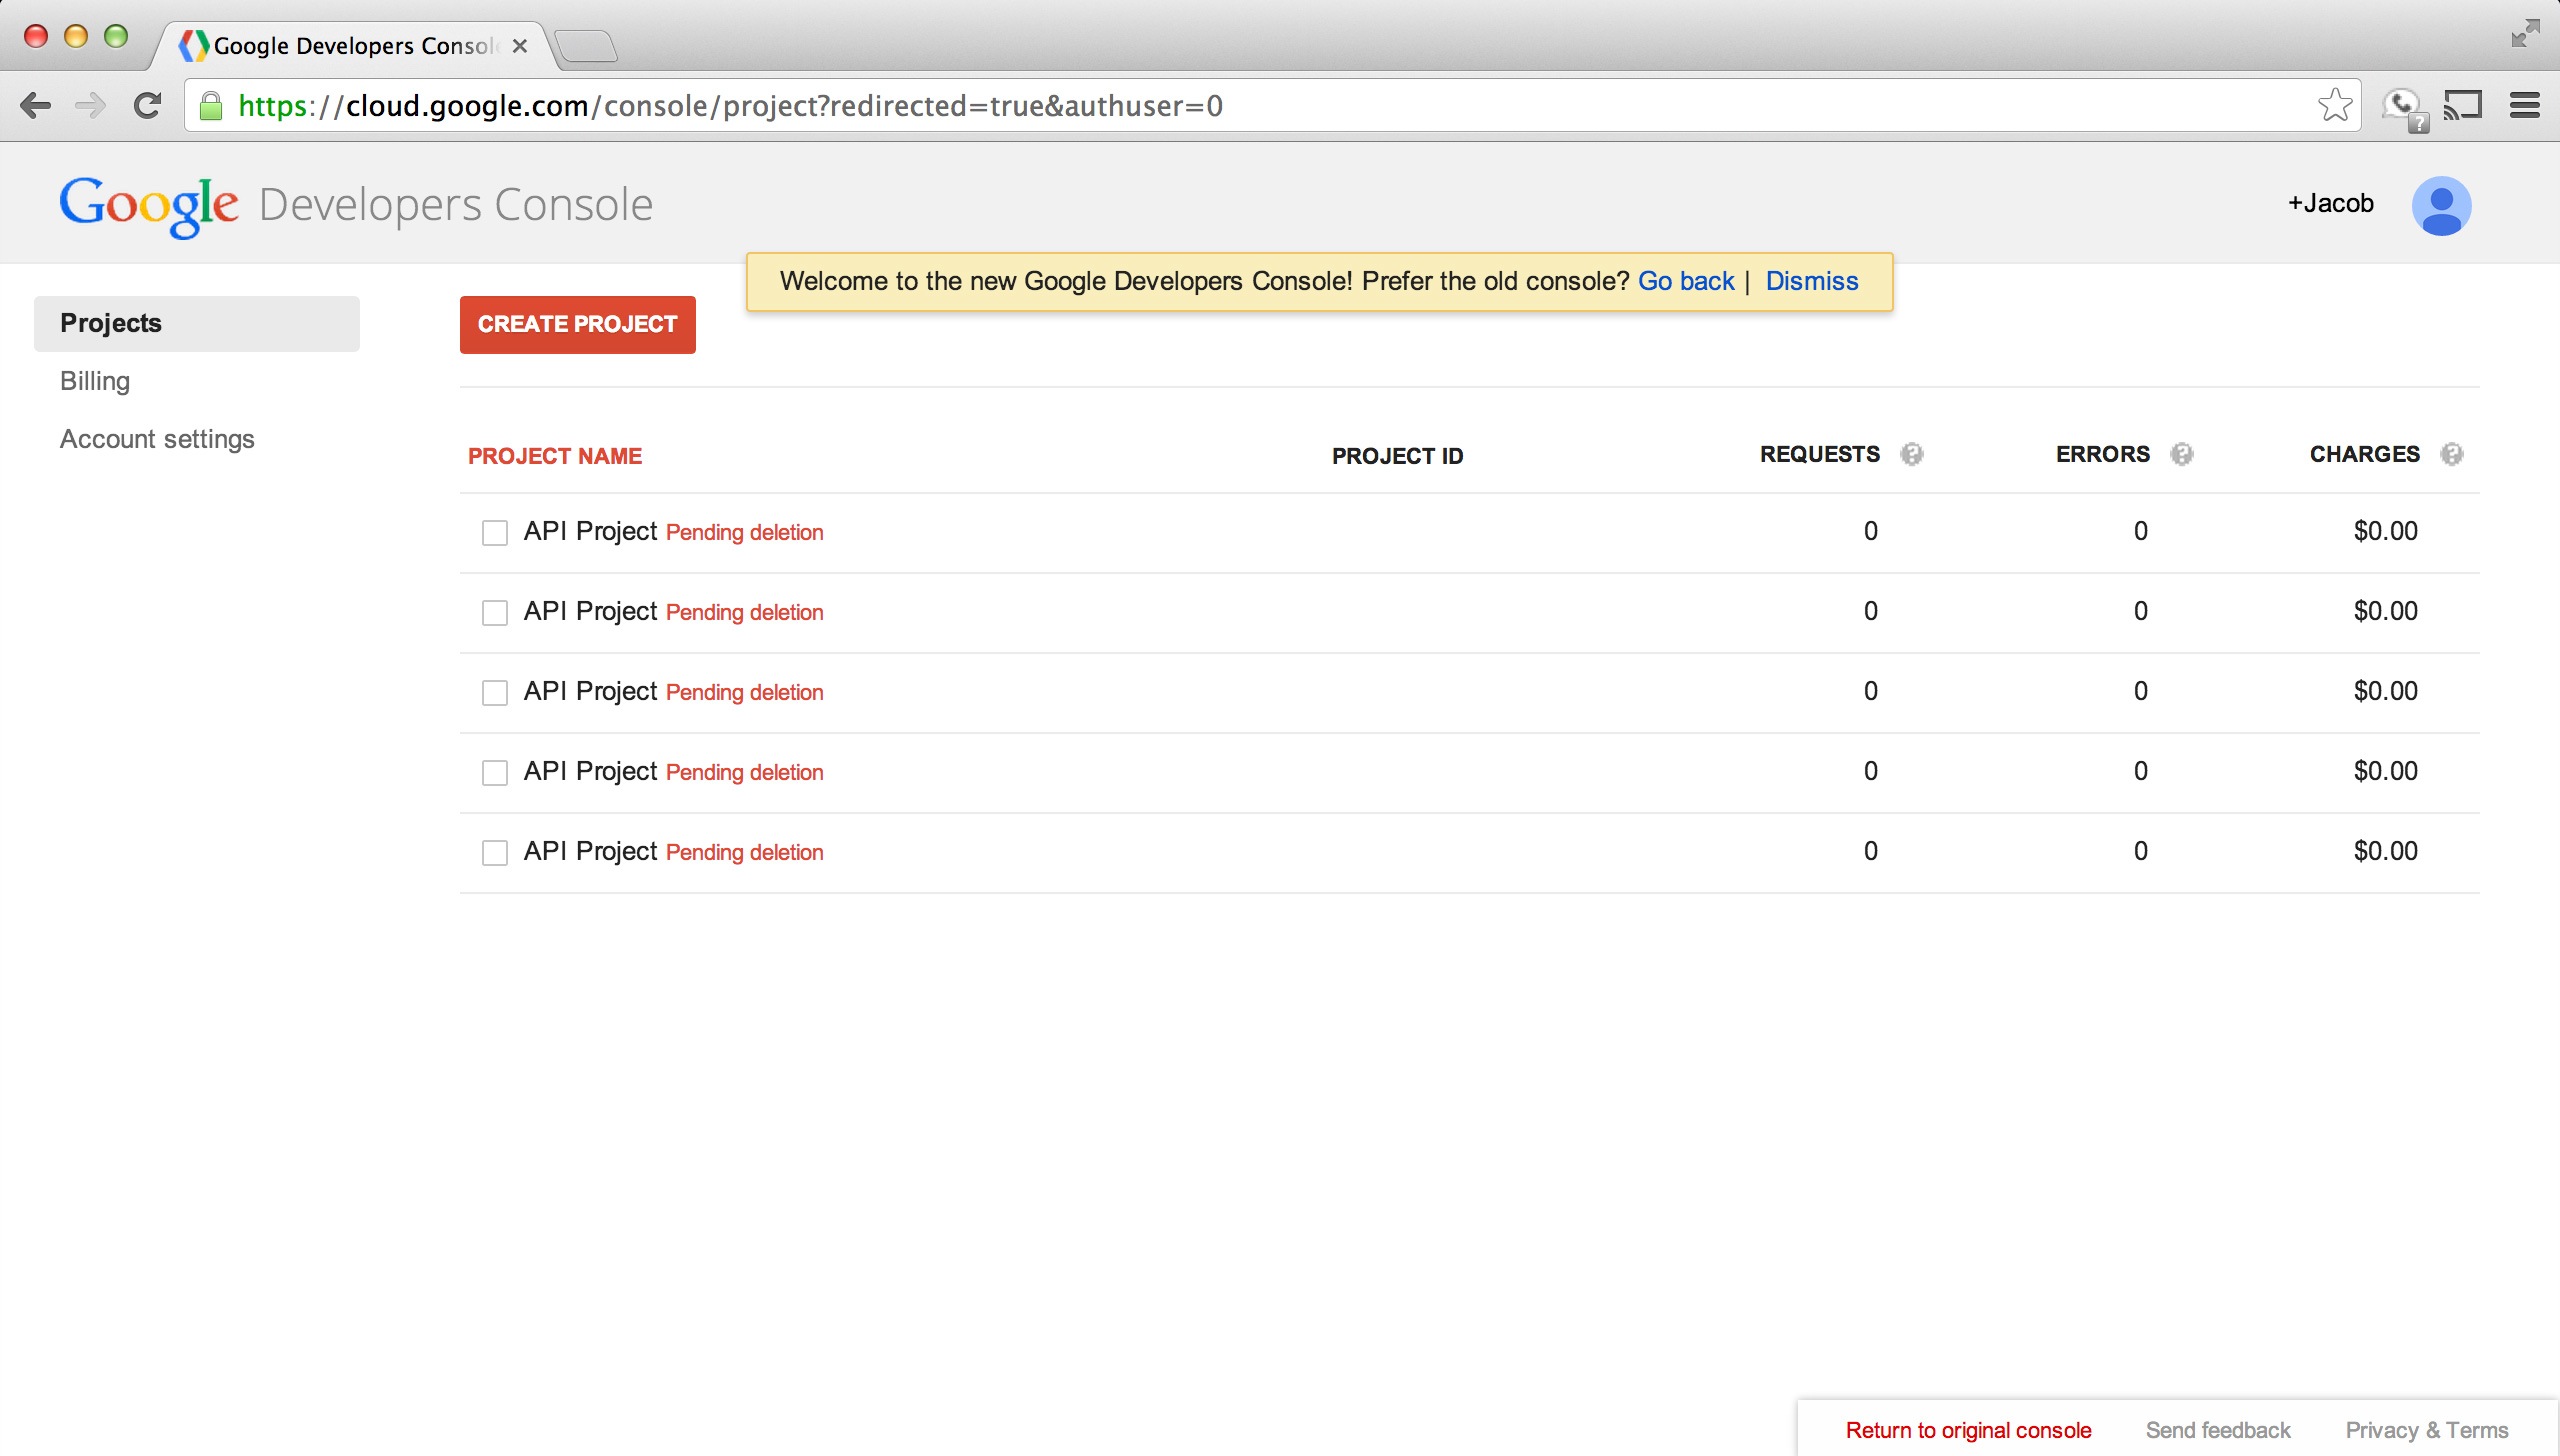 Google Developers Consol
https://cloud.google.com/console/project?redirected=true&authuser=0
Google Developers Console
+Jacob
Welcome to the new Google Developers Console! Prefer the old console? Go back | Dismiss
Projects
Billing
Account settings
CREATE PROJECT
PROJECT NAME PROJECT ID REQUESTS ? ERRORS ? CHARGES ?
API Project Pending deletion 0 0 $0.00
API Project Pending deletion 0 0 $0.00
API Project Pending deletion 0 0 $0.00
API Project Pending deletion 0 0 $0.00
API Project Pending deletion 0 0 $0.00
Return to original console Send feedback Privacy & Terms